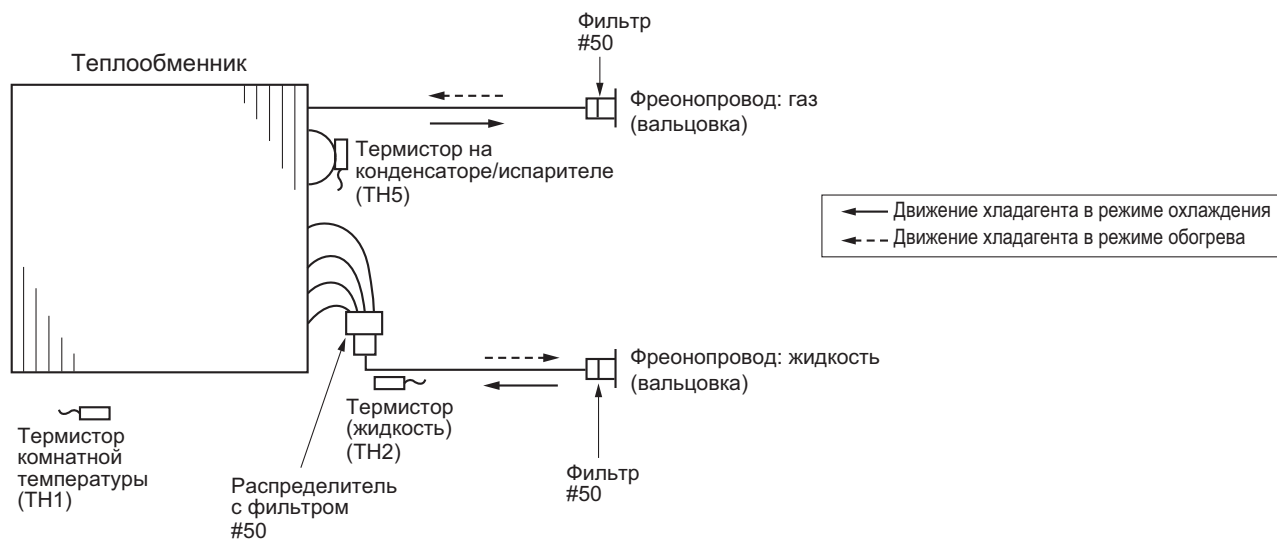 Фильтр
#50
Теплообменник
Фреонопровод: газ
(вальцовка)
Термистор на
конденсаторе/испарителе
(TH5)
Движение хладагента в режиме охлаждения
Движение хладагента в режиме обогрева
Фреонопровод: жидкость
(вальцовка)
Термистор
(жидкость)
(TH2)
Термистор
комнатной
температуры
(TH1)
Распределитель
с фильтром
#50
Фильтр
#50